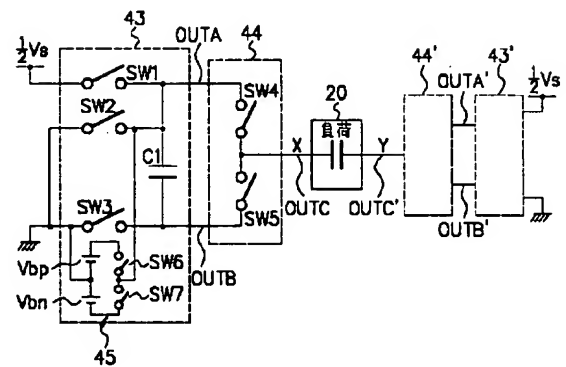 43
44
½Vs
OUTA
SW1
SW2
C1
SW3
SW4
SW5
20
負荷
X
Y
OUTC
OUTC'
44'
43'
OUTA'
½Vs
OUTB'
OUTB
Vbp
Vbn
SW6
SW7
45